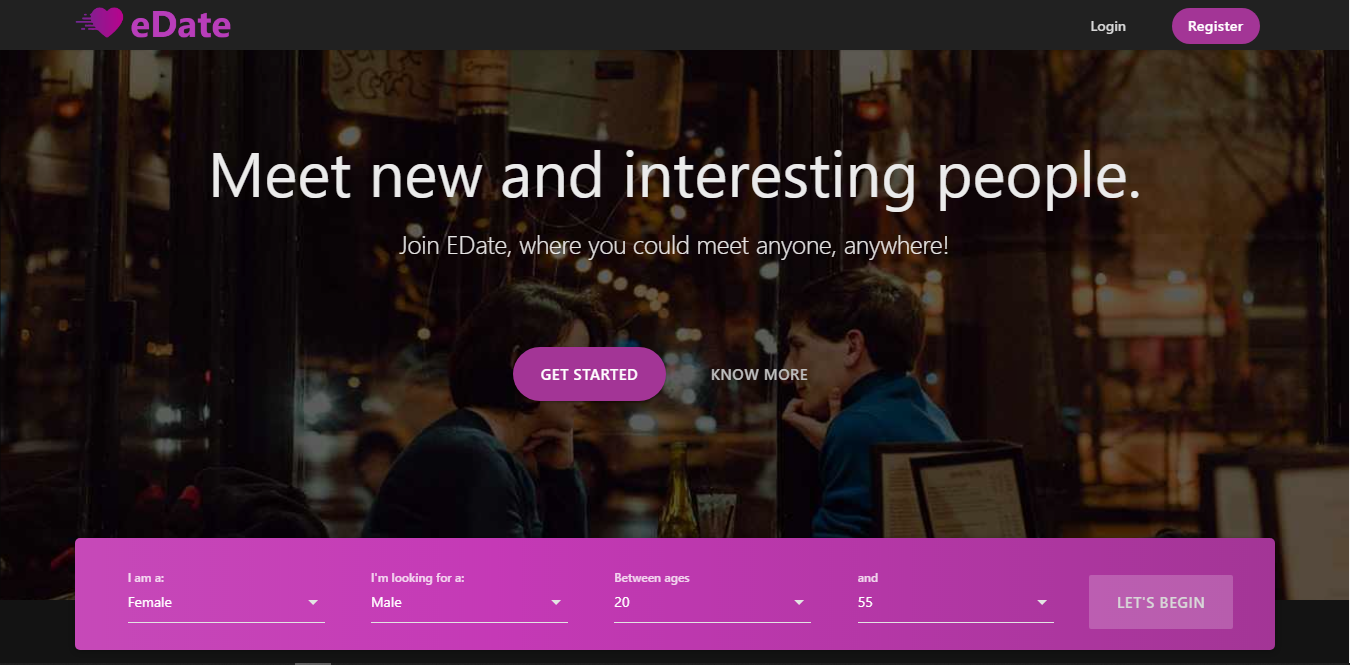 eDate
Login
Register
Meet new and interesting people.
Join EDate, where you could meet anyone, anywhere!
GET STARTED
KNOW MORE
I am a:
Female
I'm looking for a:
Male
Between ages
20
and
55
LET'S BEGIN